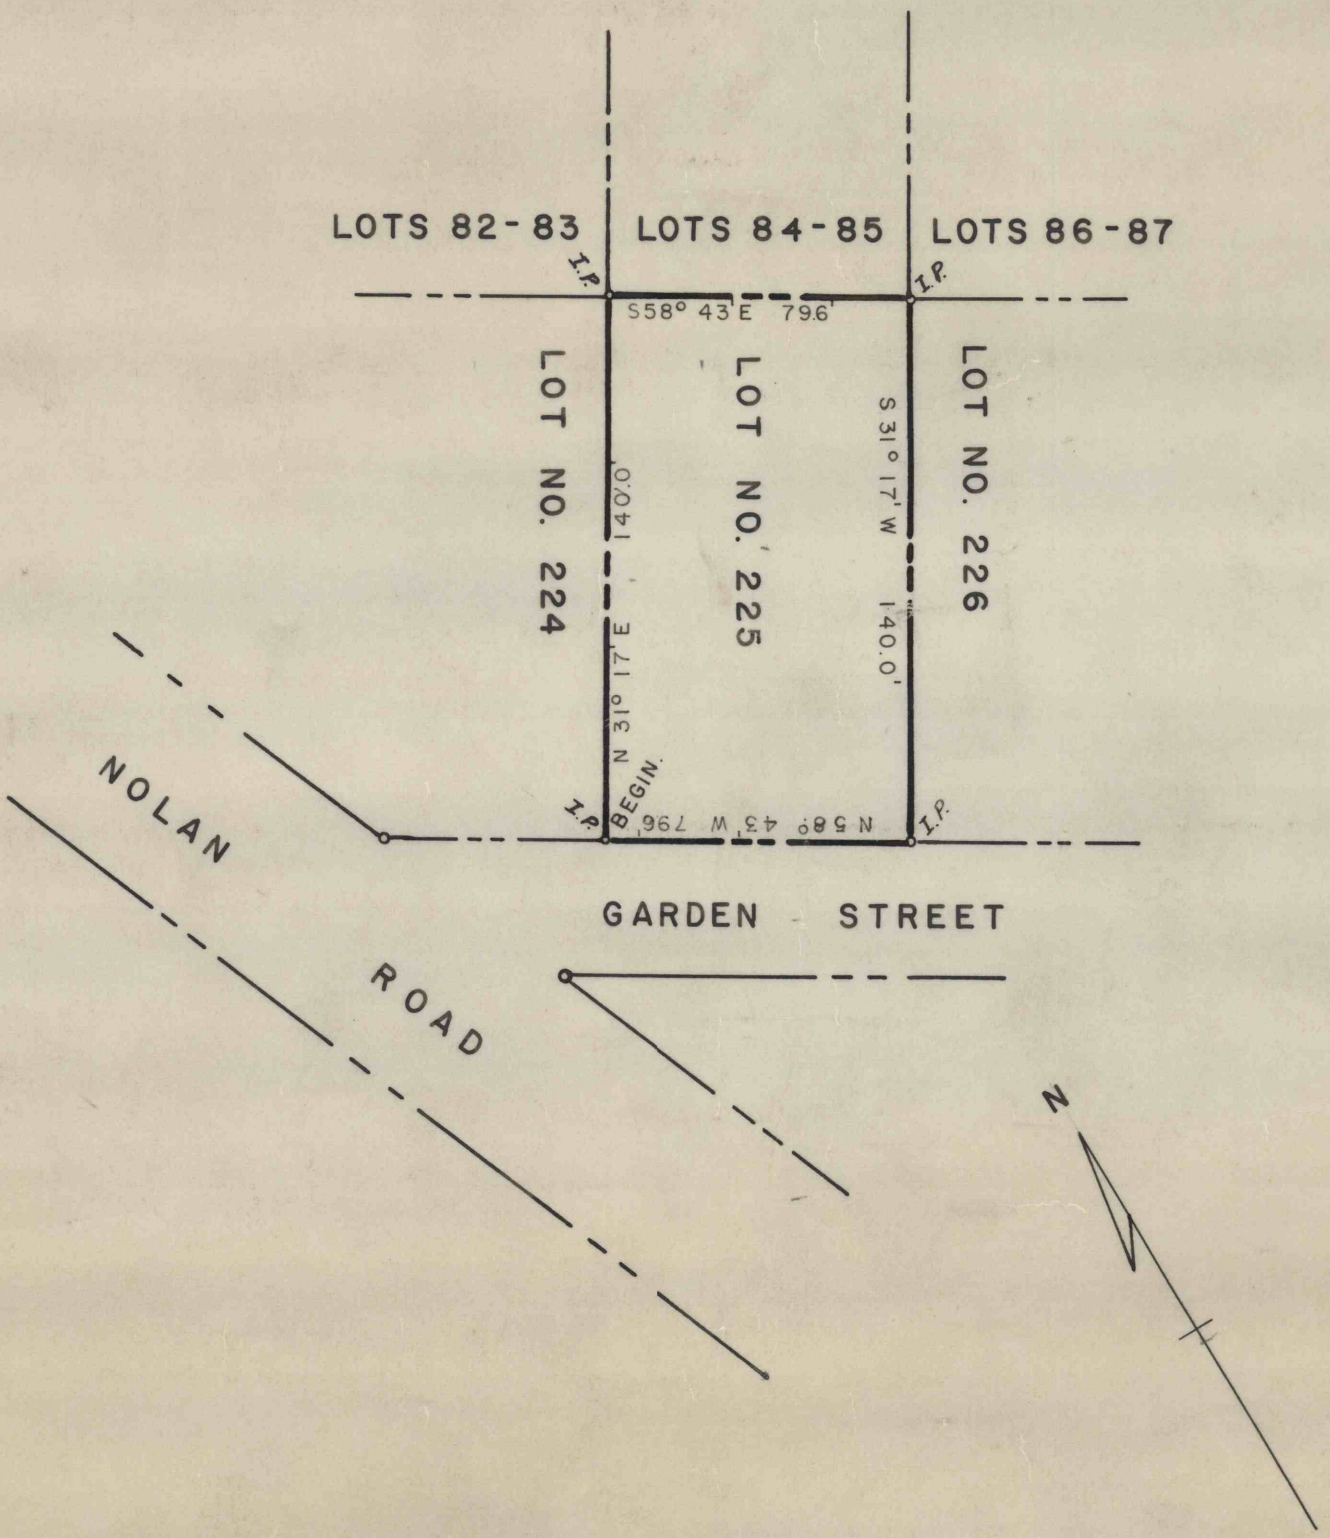 LOTS 82-83
LOTS 84-85
LOTS 86-87
I.P.
I.P.
S58° 43'E 79.6'
LOT NO. 224
N 31° 17'E 140.0'
LOT NO. 225
S 31° 17' W 140.0'
LOT NO. 226
I.P.
BEGIN.
N 58° 43' W 79.6'
I.P.
NOLAN
ROAD
GARDEN STREET
N